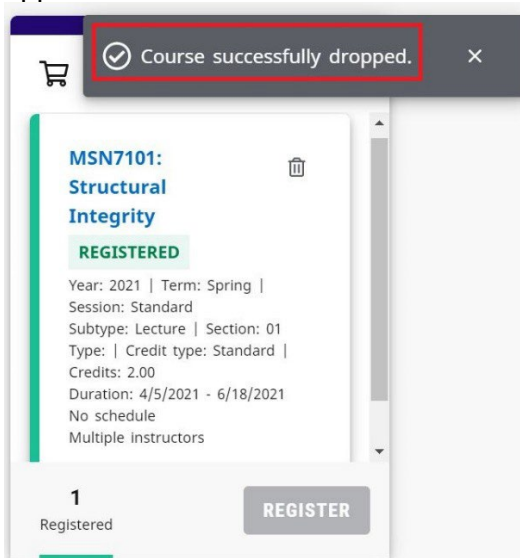 Course successfully dropped.
MSN7101:
Structural
Integrity
REGISTERED
Year: 2021 | Term: Spring |
Session: Standard
Subtype: Lecture | Section: 01
Type: | Credit type: Standard |
Credits: 2.00
Duration: 4/5/2021 - 6/18/2021
No schedule
Multiple instructors
1
Registered
REGISTER